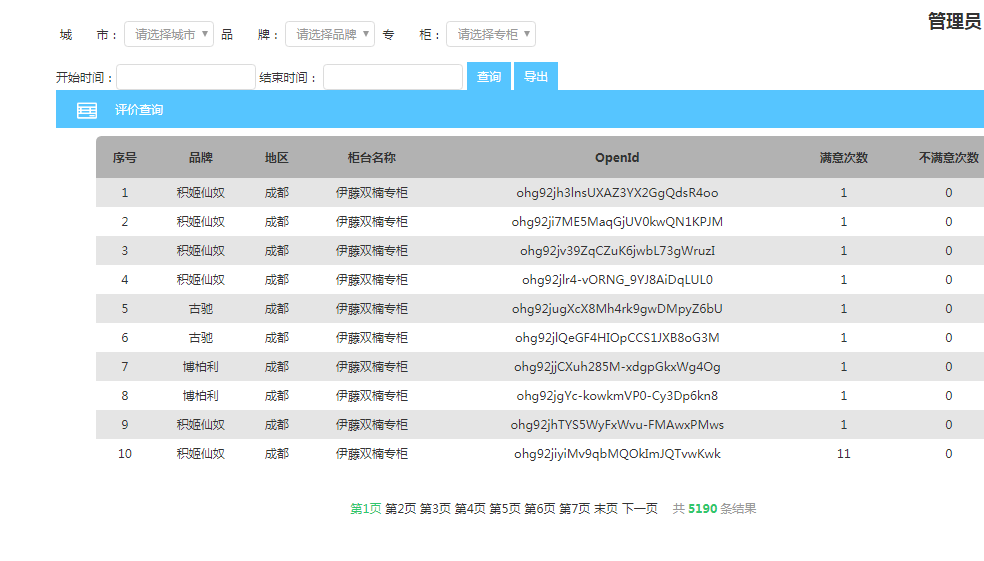 管理员
城 市： 请选择城市 品 牌： 请选择品牌 专 柜： 请选择专柜
开始时间： 结束时间： 查询 导出
评价查询
序号 品牌 地区 柜台名称 OpenId 满意次数 不满意次数
1 积姬仙奴 成都 伊藤双楠专柜 ohg92jh3lnsUXAZ3YX2GgQdsR4oo 1 0
2 积姬仙奴 成都 伊藤双楠专柜 ohg92ji7ME5MaqGjUV0kwQN1KPJM 1 0
3 积姬仙奴 成都 伊藤双楠专柜 ohg92jv39ZqCZuK6jwbL73gWruzI 1 0
4 积姬仙奴 成都 伊藤双楠专柜 ohg92jlr4-vORNG_9YJ8AiDqLUL0 1 0
5 古驰 成都 伊藤双楠专柜 ohg92jugXcX8Mh4rk9gwDMpyZ6bU 1 0
6 古驰 成都 伊藤双楠专柜 ohg92jlQeGF4HIOpCCS1JXB8oG3M 1 0
7 博柏利 成都 伊藤双楠专柜 ohg92jjCXuh285M-xdgpGkxWg4Og 1 0
8 博柏利 成都 伊藤双楠专柜 ohg92jgYc-kowkmVP0-Cy3Dp6kn8 1 0
9 积姬仙奴 成都 伊藤双楠专柜 ohg92jhTYS5WyFxWvu-FMAwxPMws 1 0
10 积姬仙奴 成都 伊藤双楠专柜 ohg92jiyiMv9qbMQOkImJQTvwKwk 11 0
第1页 第2页 第3页 第4页 第5页 第6页 第7页 末页 下一页 共 5190 条结果